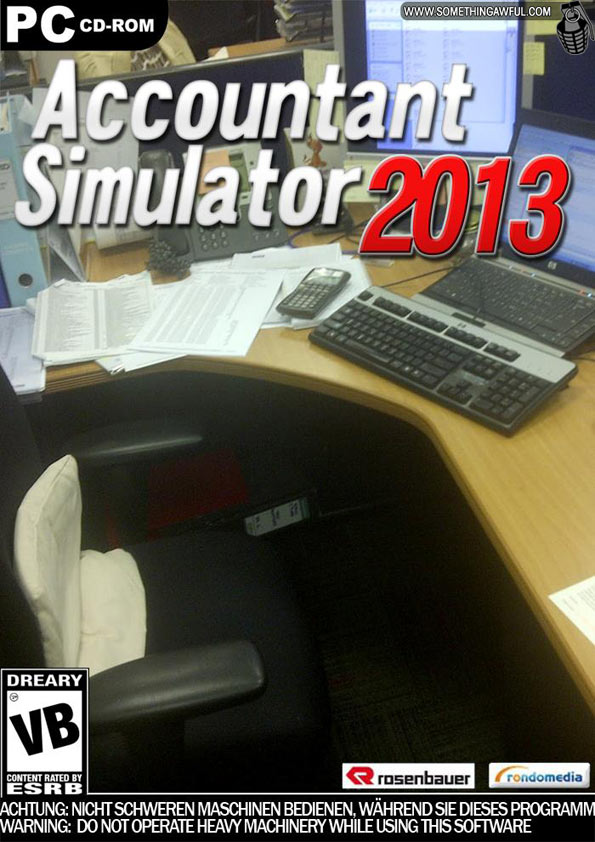 PC CD-ROM
WWW.SOMETHINGAWFUL.COM
Accountant
Simulator 2013
DREARY
VB
CONTENT RATED BY
ESRB
rosenbauer
rondomedia
ACHTUNG: NICHT SCHWEREN MASCHINEN BEDIENEN, WÄHREND SIE DIESES PROGRAMM
WARNING: DO NOT OPERATE HEAVY MACHINERY WHILE USING THIS SOFTWARE